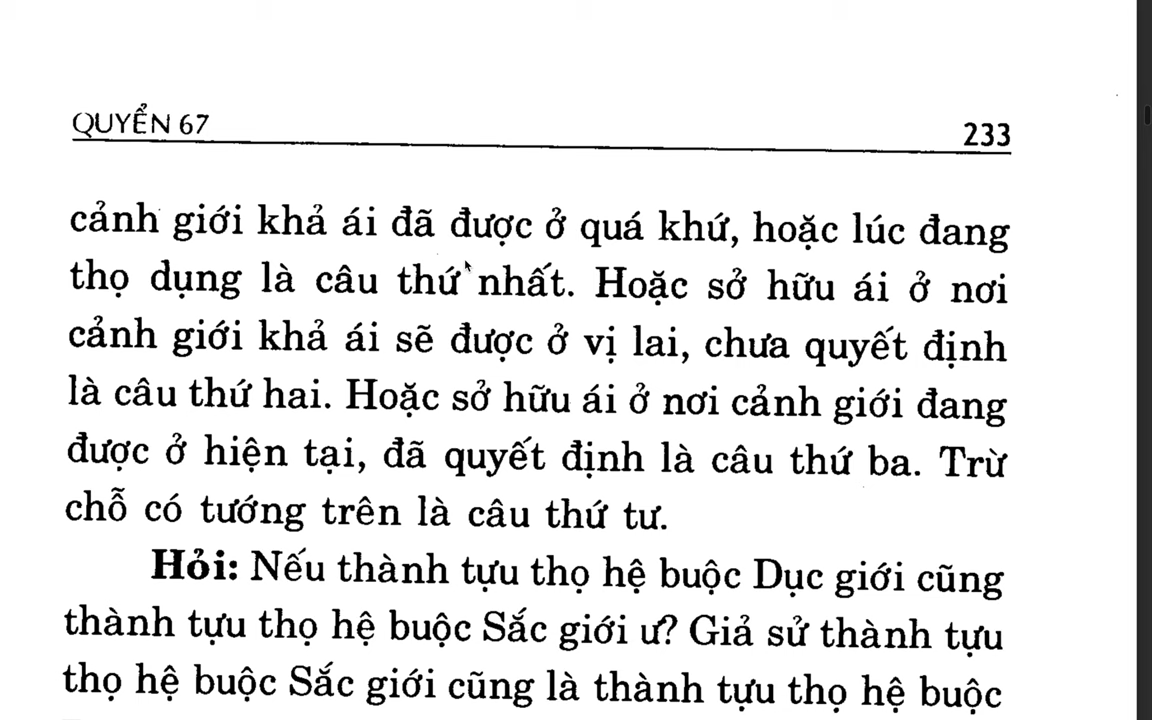 QUYỂN 67
233
cảnh giới khả ái đã được ở quá khứ, hoặc lúc đang
thọ dụng là câu thứ nhất. Hoặc sở hữu ái ở nơi
cảnh giới khả ái sẽ được ở vị lai, chưa quyết định
là câu thứ hai. Hoặc sở hữu ái ở nơi cảnh giới đang
được ở hiện tại, đã quyết định là câu thứ ba. Trừ
chỗ có tướng trên là câu thứ tư.
Hỏi: Nếu thành tựu thọ hệ buộc Dục giới cũng
thành tựu thọ hệ buộc Sắc giới ư? Giả sử thành tựu
thọ hệ buộc Sắc giới cũng là thành tựu thọ hệ buộc